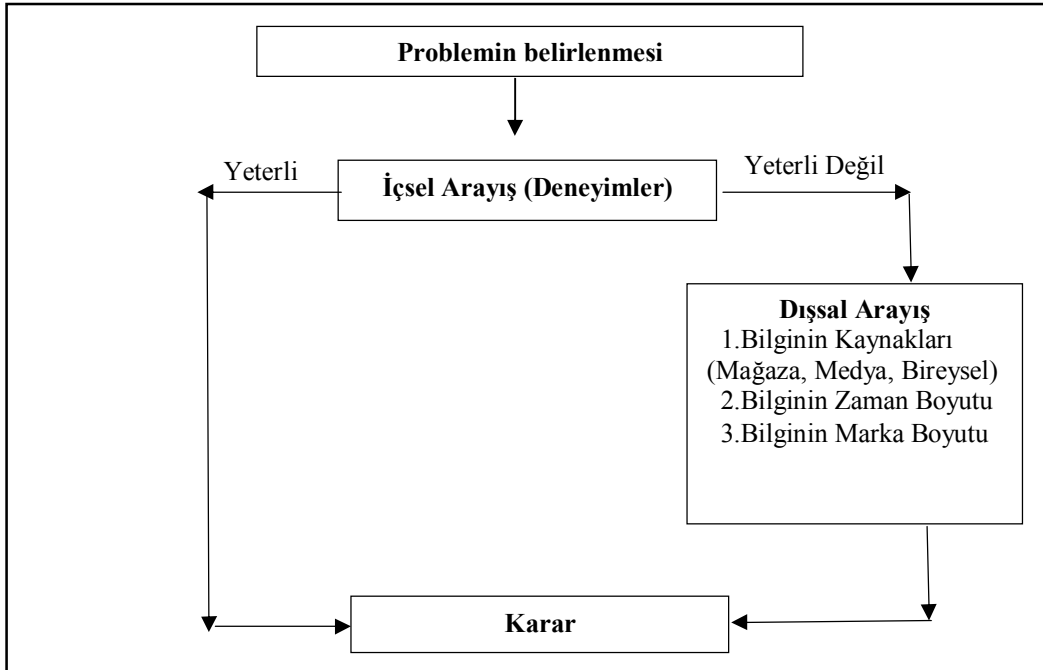 Problemin belirlenmesi
Yeterli
İçsel Arayış (Deneyimler)
Yeterli Değil
Dışsal Arayış
1.Bilginin Kaynakları
(Mağaza, Medya, Bireysel)
2.Bilginin Zaman Boyutu
3.Bilginin Marka Boyutu
Karar